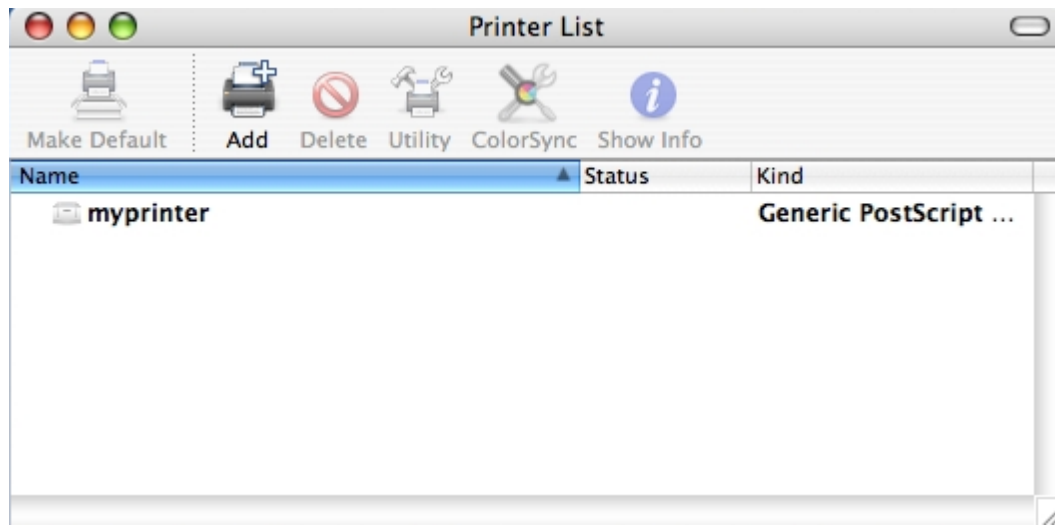 Printer List
Make Default Add Delete Utility ColorSync Show Info
Name Status Kind
myprinter Generic PostScript ...